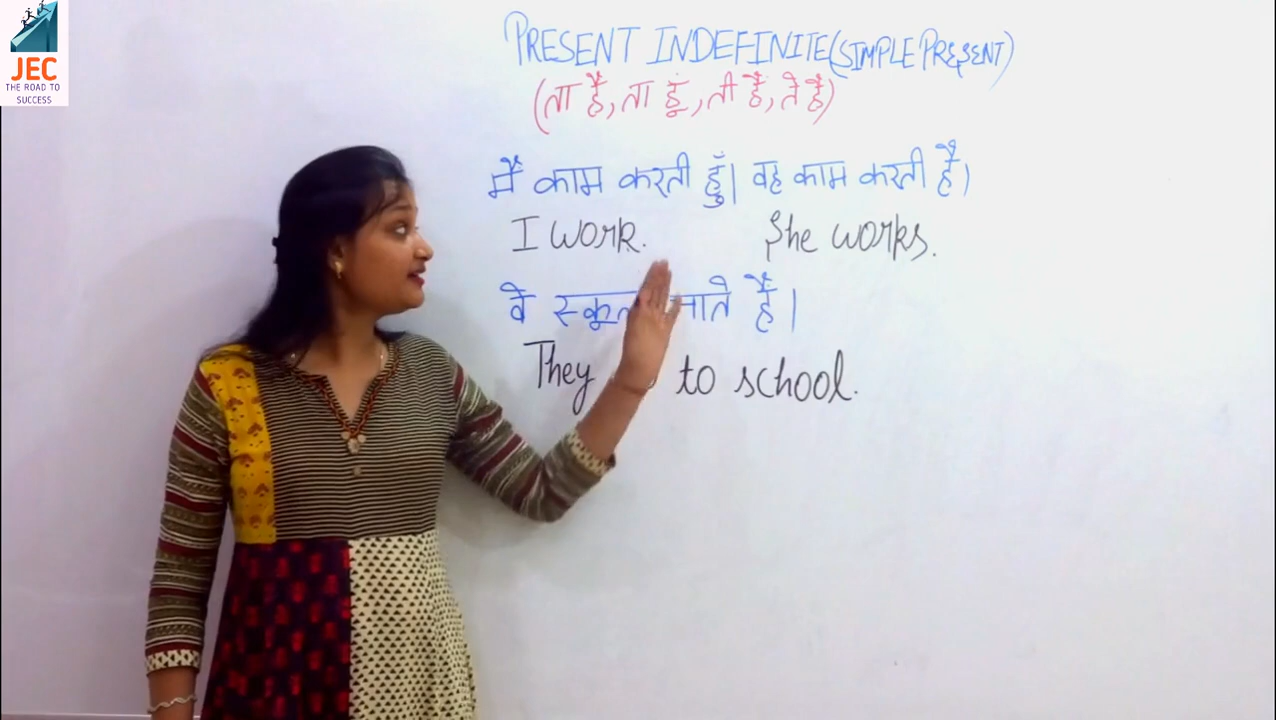 JEC
THE ROAD TO
SUCCESS
PRESENT INDEFINITE(SIMPLE PRESENT)
(ता है, ता हूं, ती है, ते हैं)
मैं काम करती हुँ। वह काम करती है।
I work. She works.
वे हैं।
They to school.